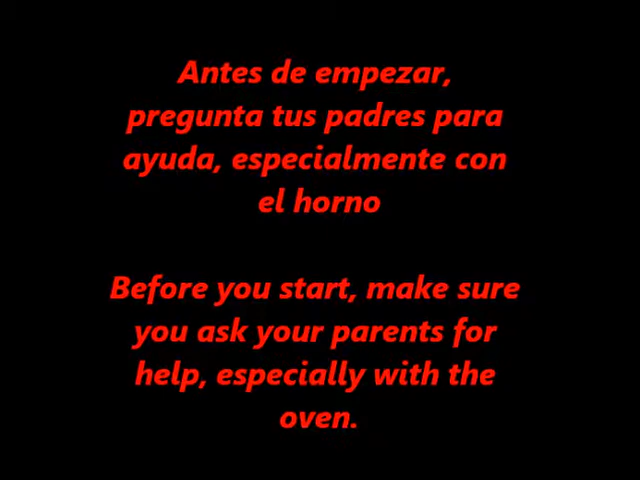 Antes de empezar,
pregunta tus padres para
ayuda, especialmente con
el horno
Before you start, make sure
you ask your parents for
help, especially with the
oven.